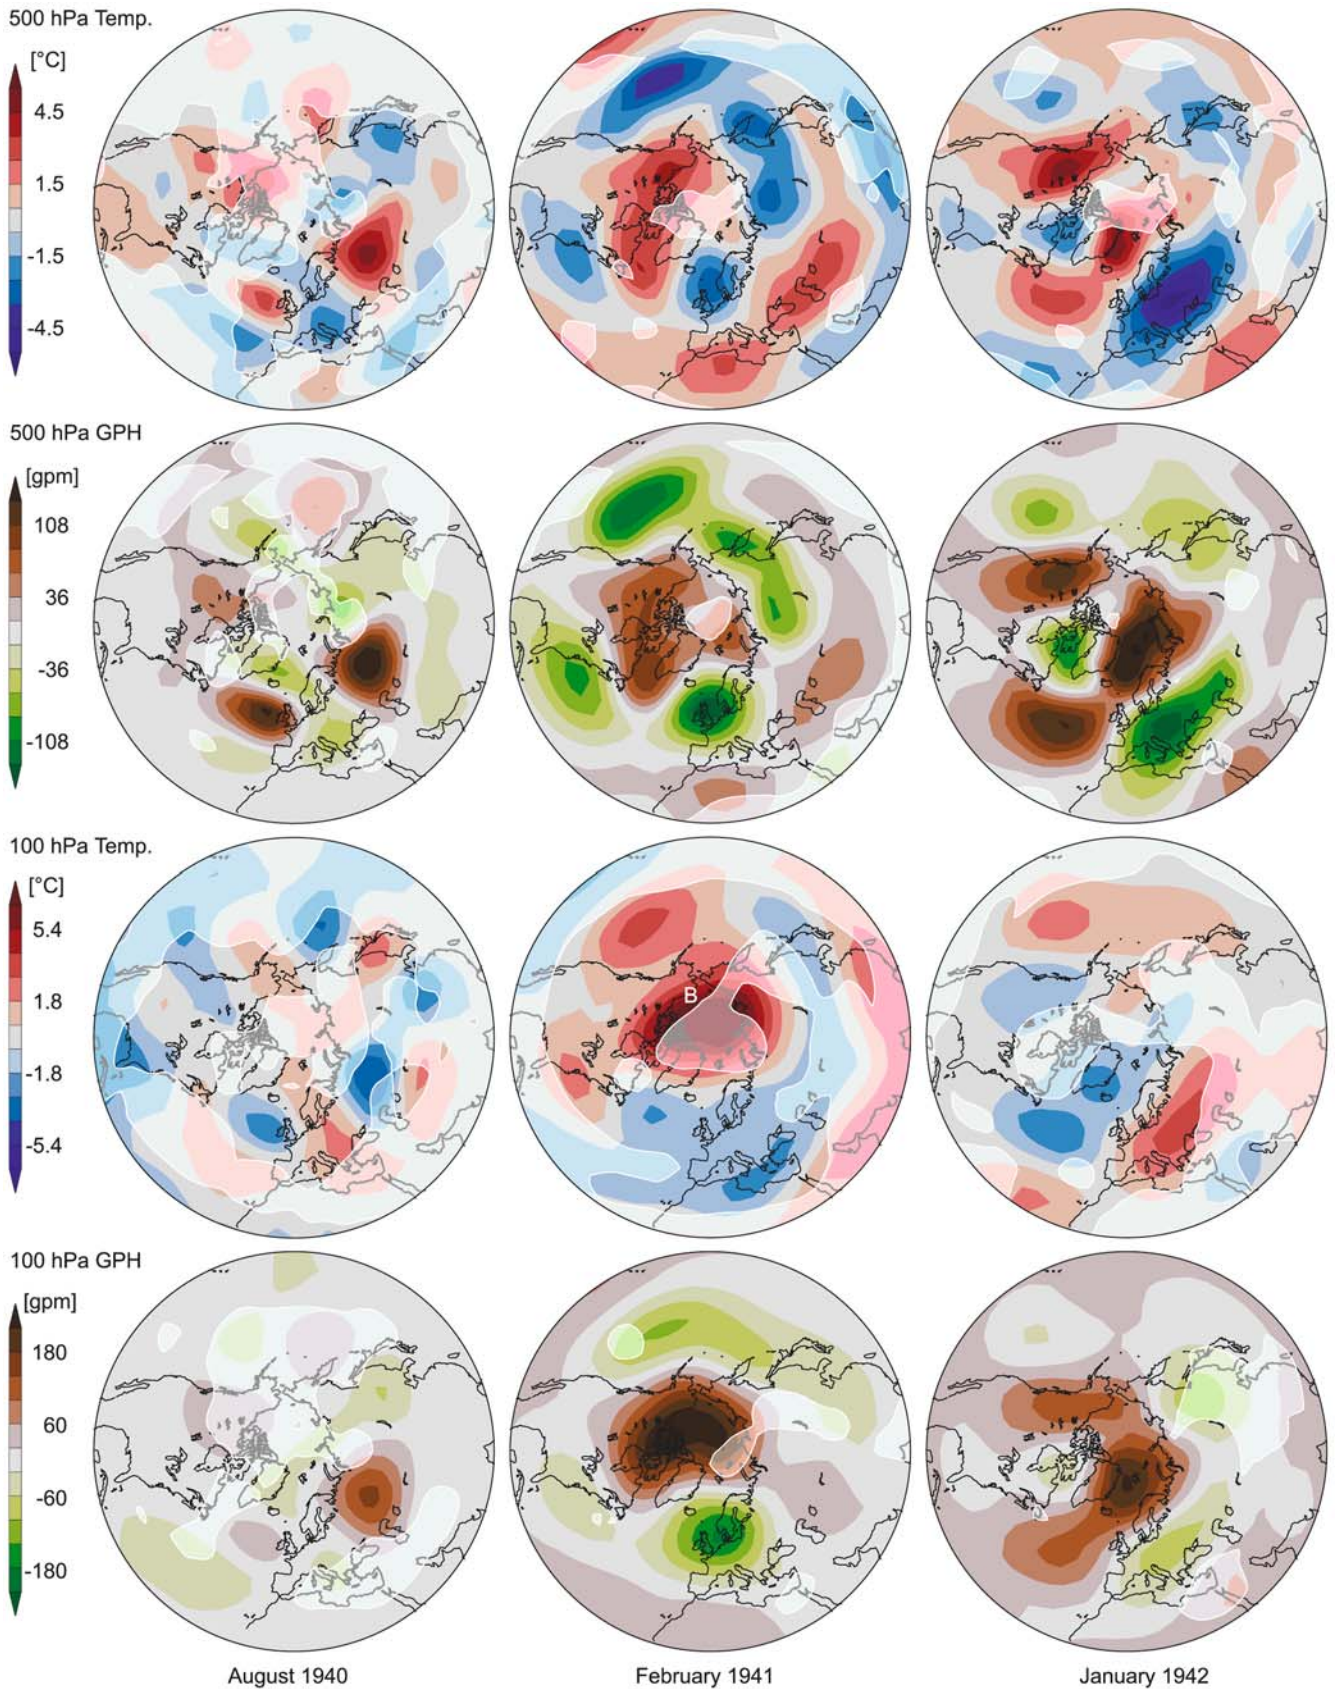 500 hPa Temp.
[°C]
4.5
1.5
-1.5
-4.5
500 hPa GPH
[gpm]
108
36
-36
-108
100 hPa Temp.
[°C]
5.4
1.8
-1.8
-5.4
B
100 hPa GPH
[gpm]
180
60
-60
-180
August 1940
February 1941
January 1942